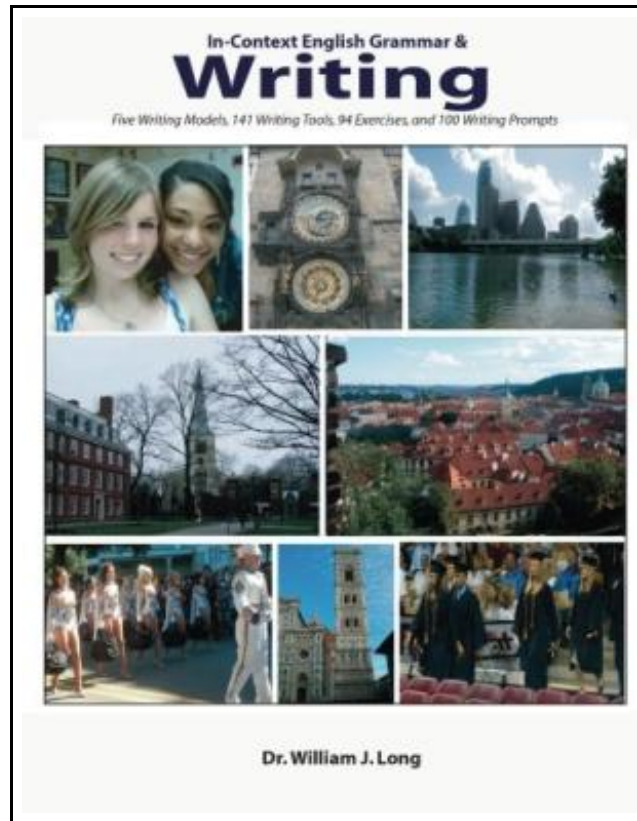 In-Context English Grammar &
Writing
Five Writing Models, 141 Writing Tools, 94 Exercises, and 100 Writing Prompts
Dr. William J. Long